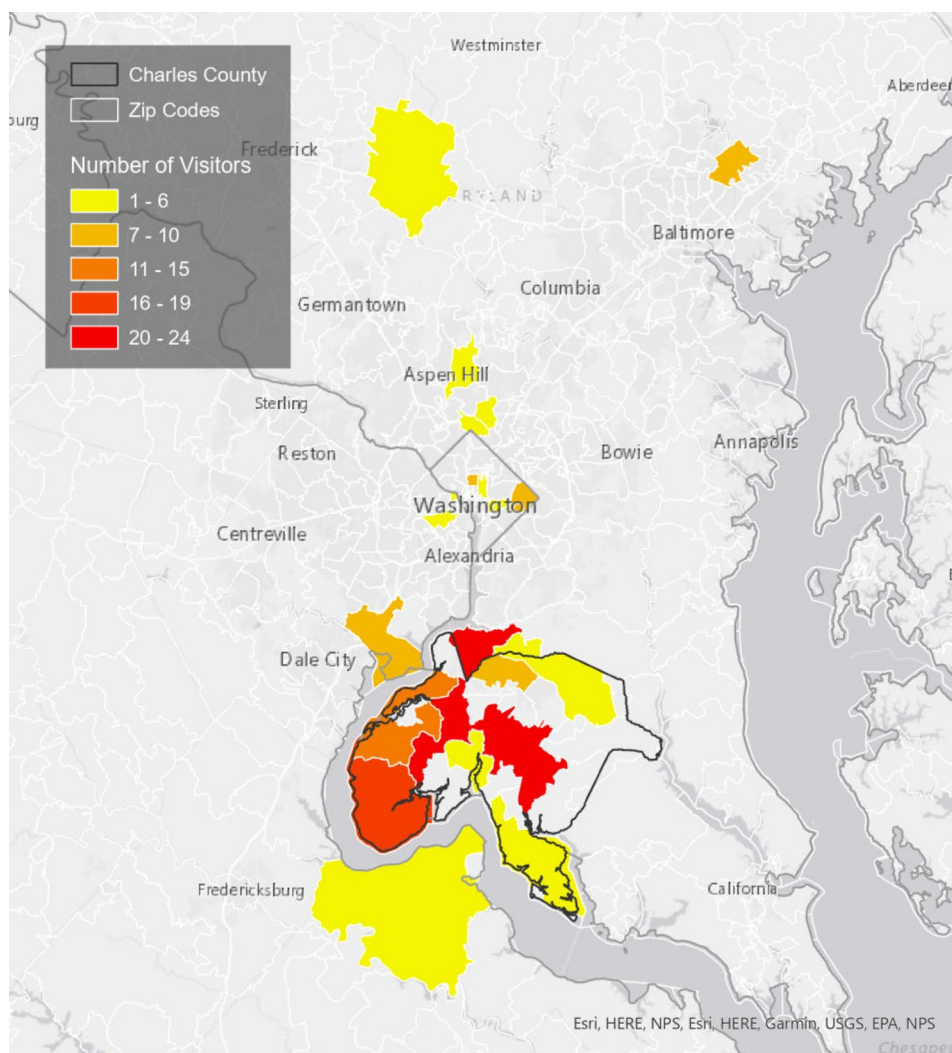 Westminster
Charles County
Aberdeen
Zip Codes
burg
Frederick
Number of Visitors
1 - 6
RYLAND
7 - 10
Baltimore
11 - 15
Columbia
Germantown
16 - 19
20 - 24
Aspen Hill
Sterling
Annapolis
Reston
Bowie
Washington
Centreville
Alexandria
Dale City
Fredericksburg
California
Esri, HERE, NPS, Esri, HERE, Garmin, USGS, EPA, NPS
Chesape